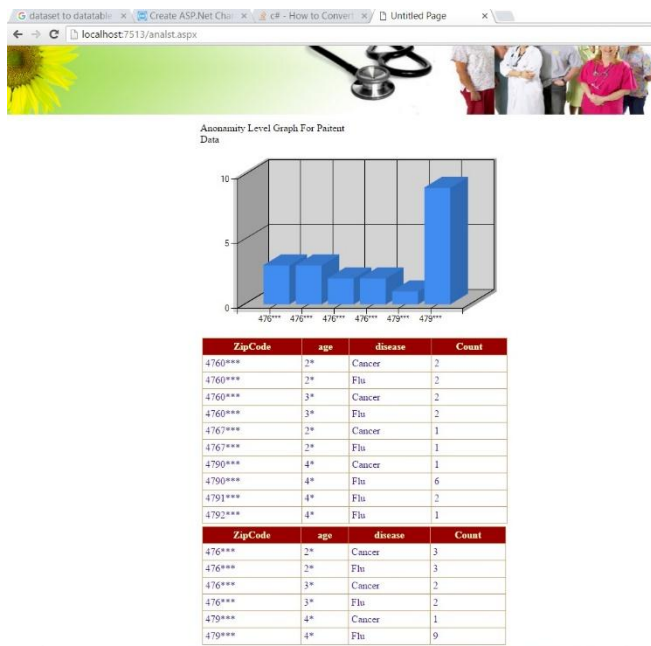 dataset to datatable
Create ASP.Net Cha
c# - How to Convert
Untitled Page
localhost:7513/analst.aspx
Anonamity Level Graph For Paitent
Data
10
5
0
476*** 476*** 476*** 476*** 479*** 479***
ZipCode age disease Count
4760*** 2* Cancer 2
4760*** 2* Flu 2
4760*** 3* Cancer 2
4760*** 3* Flu 2
4767*** 2* Cancer 1
4767*** 2* Flu 1
4790*** 4* Cancer 1
4790*** 4* Flu 6
4791*** 4* Flu 2
4792*** 4* Flu 1
ZipCode age disease Count
476*** 2* Cancer 3
476*** 2* Flu 3
476*** 3* Cancer 2
476*** 3* Flu 2
479*** 4* Cancer 1
479*** 4* Flu 9